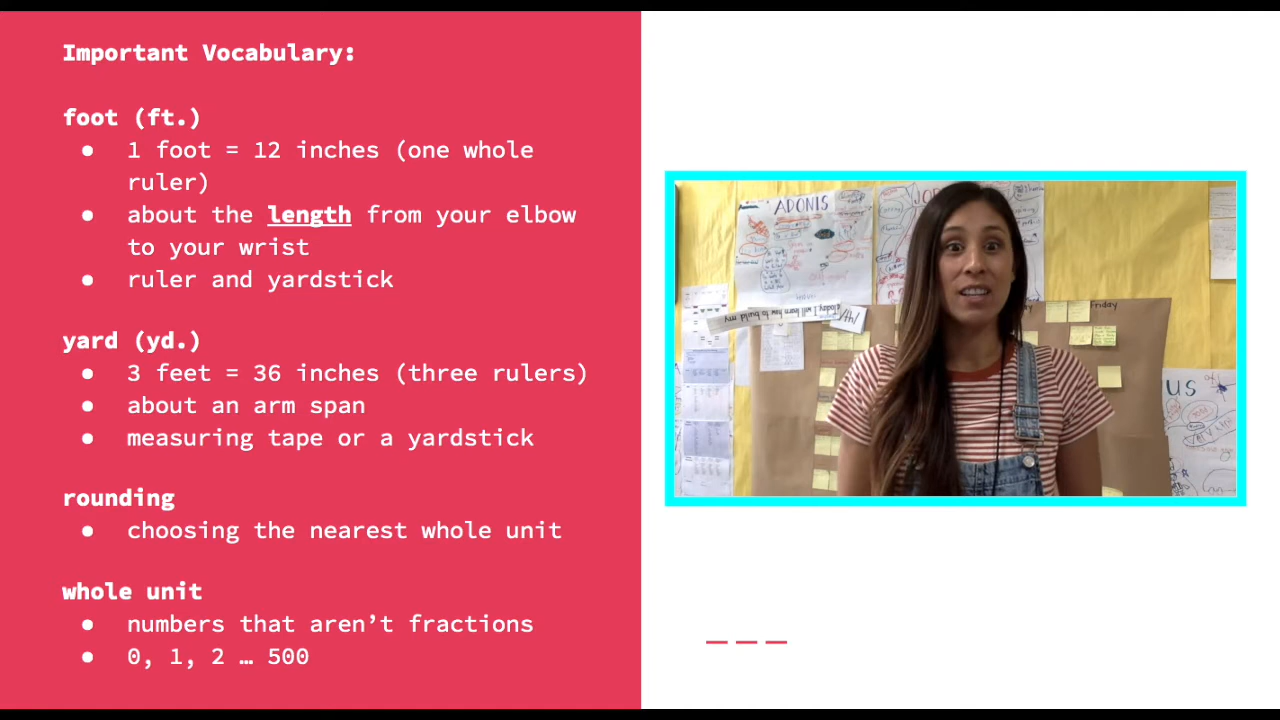 Important Vocabulary:
foot (ft.)
● 1 foot = 12 inches (one whole
ruler)
● about the length from your elbow
to your wrist
● ruler and yardstick
yard (yd.)
● 3 feet = 36 inches (three rulers)
● about an arm span
● measuring tape or a yardstick
rounding
● choosing the nearest whole unit
whole unit
● numbers that aren’t fractions
● 0, 1, 2 … 500
ADONIS
today I will learn how to build my
Friday
US